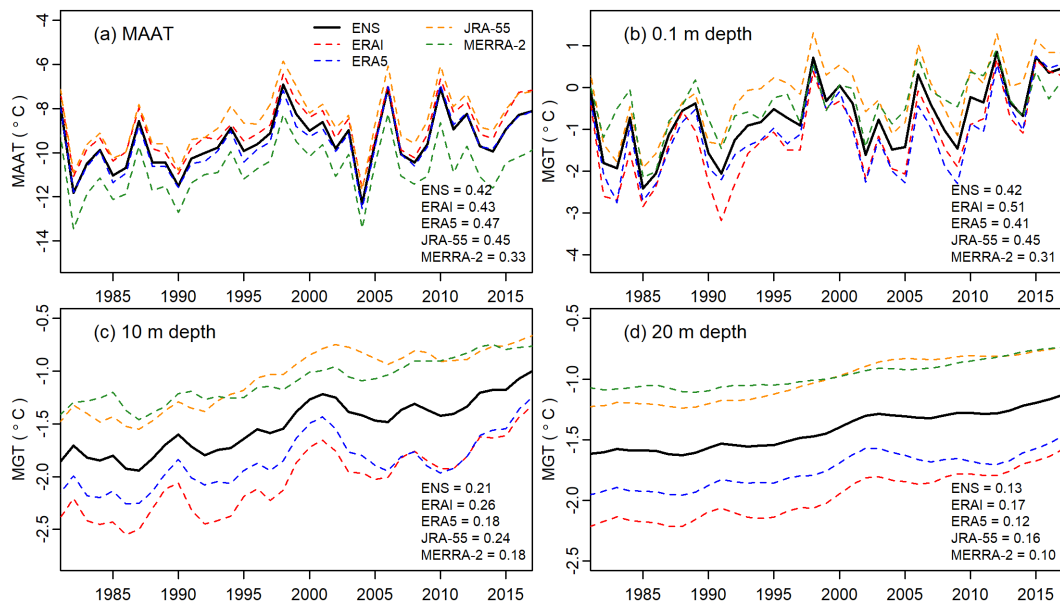 (a) MAAT
ENS
ERAI
ERA5
JRA-55
MERRA-2
MAAT ( ° C )
-4
-6
-8
-10
-12
-14
ENS = 0.42
ERAI = 0.43
ERA5 = 0.47
JRA-55 = 0.45
MERRA-2 = 0.33
1985 1990 1995 2000 2005 2010 2015
(b) 0.1 m depth
MGT ( ° C )
1
0
-1
-2
-3
-4
ENS = 0.42
ERAI = 0.51
ERA5 = 0.41
JRA-55 = 0.45
MERRA-2 = 0.31
1985 1990 1995 2000 2005 2010 2015
(c) 10 m depth
MGT ( ° C )
-0.5
-1.0
-1.5
-2.0
-2.5
ENS = 0.21
ERAI = 0.26
ERA5 = 0.18
JRA-55 = 0.24
MERRA-2 = 0.18
1985 1990 1995 2000 2005 2010 2015
(d) 20 m depth
MGT ( ° C )
-0.5
-1.0
-1.5
-2.0
-2.5
ENS = 0.13
ERAI = 0.17
ERA5 = 0.12
JRA-55 = 0.16
MERRA-2 = 0.10
1985 1990 1995 2000 2005 2010 2015